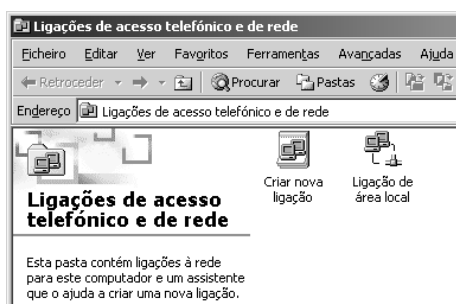 Ligações de acesso telefónico e de rede
Ficheiro Editar Ver Favoritos Ferramentas Avançadas Ajuda
Retroceder Procurar Pastas
Endereço Ligações de acesso telefónico e de rede
Ligações de acesso
telefónico e de rede
Esta pasta contém ligações à rede
para este computador e um assistente
que o ajuda a criar uma nova ligação.
Criar nova
ligação
Ligação de
área local